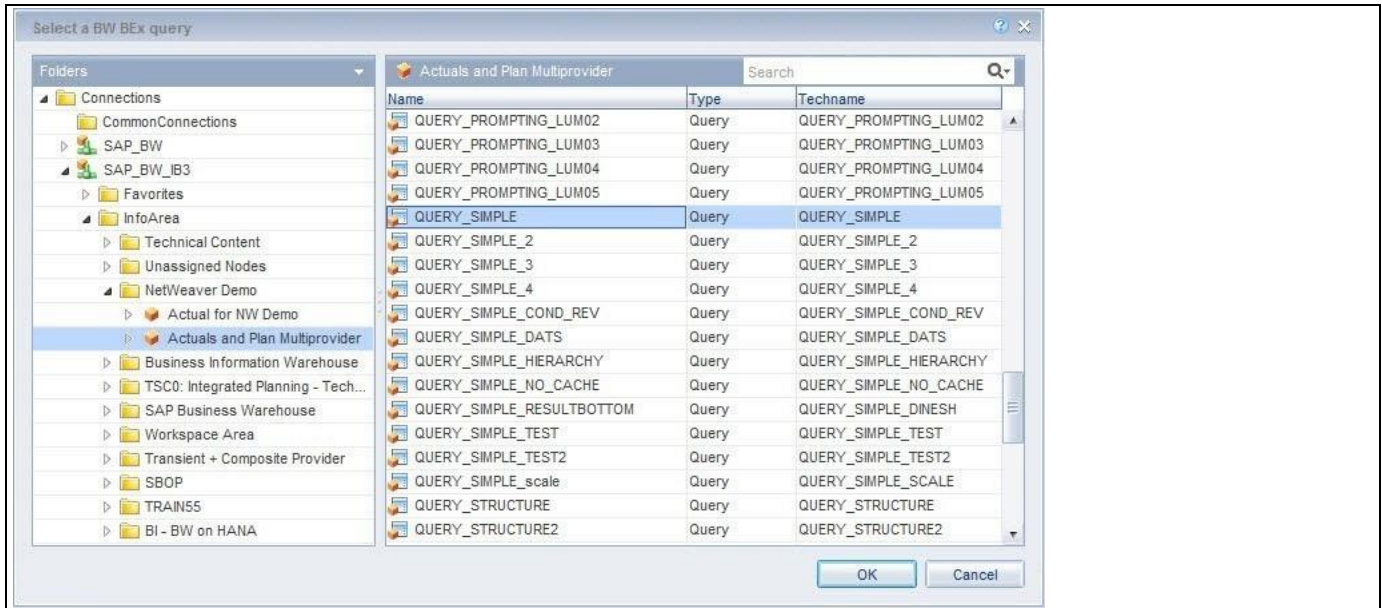 Select a BW BEx query
Folders
Connections
CommonConnections
SAP_BW
SAP_BW_IB3
Favorites
InfoArea
Technical Content
Unassigned Nodes
NetWeaver Demo
Actual for NW Demo
Actuals and Plan Multiprovider
Business Information Warehouse
TSC0: Integrated Planning - Tech...
SAP Business Warehouse
Workspace Area
Transient + Composite Provider
SBOP
TRAIN55
BI - BW on HANA
Actuals and Plan Multiprovider Search
Name Type Techname
QUERY_PROMPTING_LUM02 Query QUERY_PROMPTING_LUM02
QUERY_PROMPTING_LUM03 Query QUERY_PROMPTING_LUM03
QUERY_PROMPTING_LUM04 Query QUERY_PROMPTING_LUM04
QUERY_PROMPTING_LUM05 Query QUERY_PROMPTING_LUM05
QUERY_SIMPLE Query QUERY_SIMPLE
QUERY_SIMPLE_2 Query QUERY_SIMPLE_2
QUERY_SIMPLE_3 Query QUERY_SIMPLE_3
QUERY_SIMPLE_4 Query QUERY_SIMPLE_4
QUERY_SIMPLE_COND_REV Query QUERY_SIMPLE_COND_REV
QUERY_SIMPLE_DATS Query QUERY_SIMPLE_DATS
QUERY_SIMPLE_HIERARCHY Query QUERY_SIMPLE_HIERARCHY
QUERY_SIMPLE_NO_CACHE Query QUERY_SIMPLE_NO_CACHE
QUERY_SIMPLE_RESULTBOTTOM Query QUERY_SIMPLE_DINESH
QUERY_SIMPLE_TEST Query QUERY_SIMPLE_TEST
QUERY_SIMPLE_TEST2 Query QUERY_SIMPLE_TEST2
QUERY_SIMPLE_scale Query QUERY_SIMPLE_SCALE
QUERY_STRUCTURE Query QUERY_STRUCTURE
QUERY_STRUCTURE2 Query QUERY_STRUCTURE2
OK Cancel